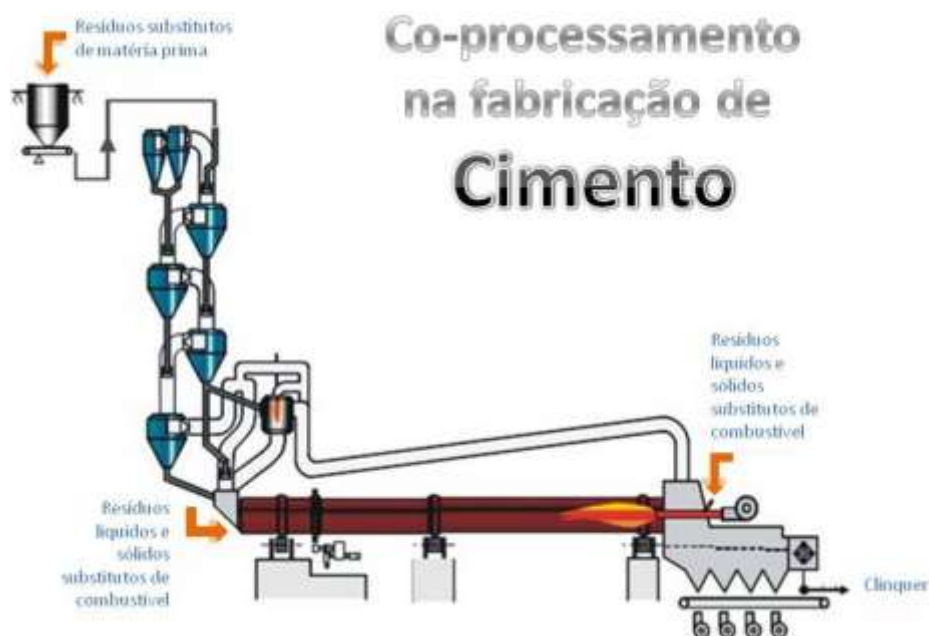 Resíduos substitutos
de matéria prima
Co-processamento
na fabricação de
Cimento
Resíduos
líquidos e
sólidos
substitutos de
combustível
Resíduos
líquidos e
sólidos
substitutos de
combustível
Clínquer